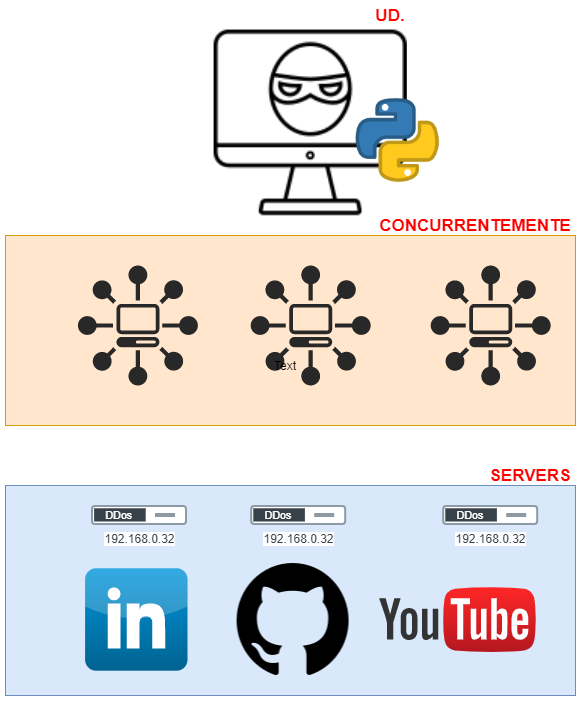 UD.
CONCURRENTEMENTE
Text
SERVERS
DDos
DDos
DDos
192.168.0.32
192.168.0.32
192.168.0.32
in
YouTube